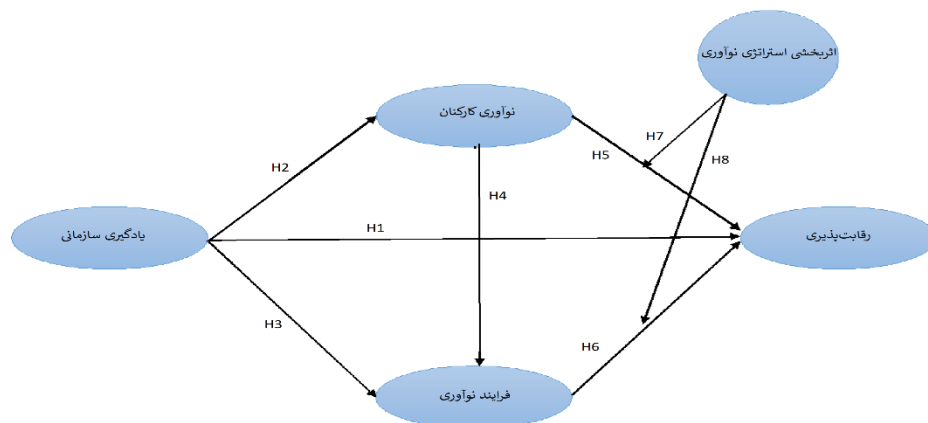 اثربخشی استراتژی نوآوری
نوآوری کارکنان
H7
H5
H8
H2
H4
یادگیری سازمانی
H1
رقابت‌پذیری
H3
H6
فرایند نوآوری